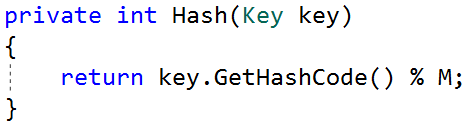 private int Hash(Key key)
{
    return key.GetHashCode() % M;
}